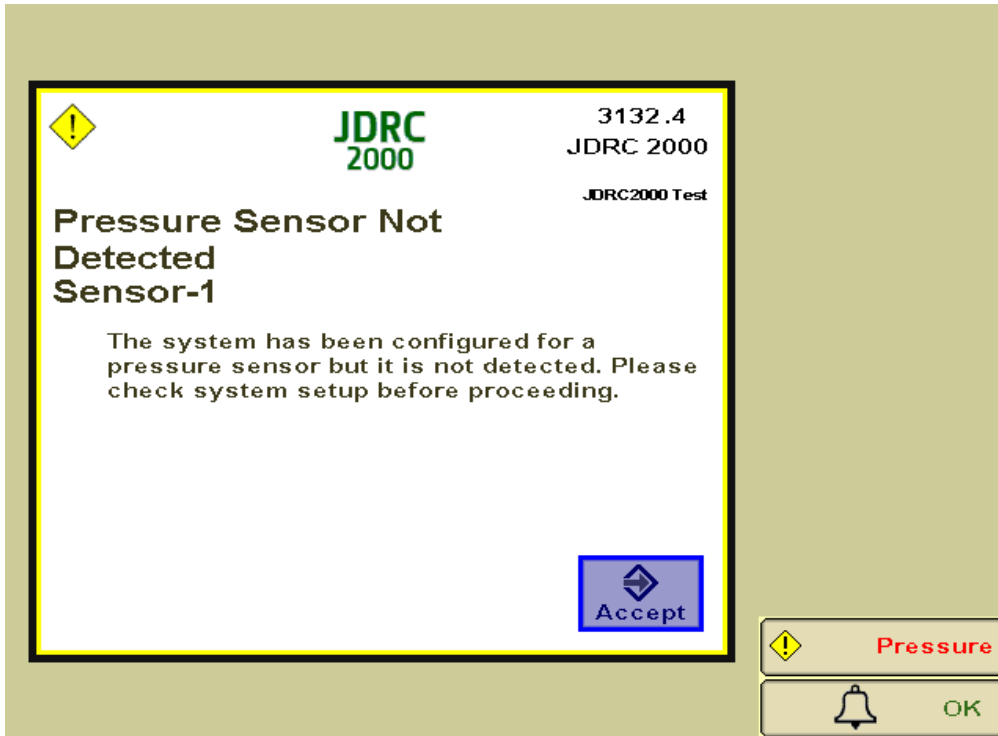 JDRC
2000
3132.4
JDRC 2000
JDRC2000 Test
Pressure Sensor Not
Detected
Sensor-1
The system has been configured for a
pressure sensor but it is not detected. Please
check system setup before proceeding.
Accept
Pressure
OK